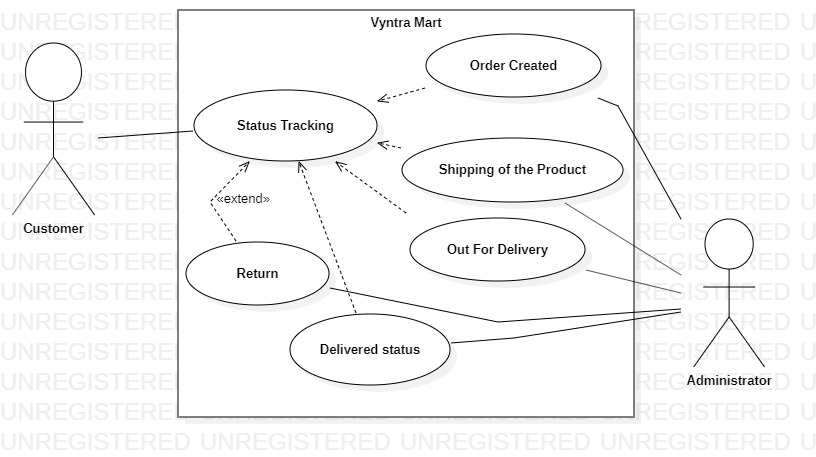 Vyntra Mart
Order Created
Status Tracking
Shipping of the Product
«extend»
Customer
Out For Delivery
Return
Delivered status
Administrator
UNREGISTERED UNREGISTERED UNREGISTERED UNREGISTERED U